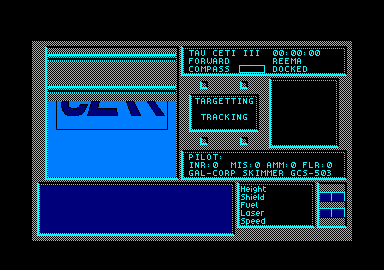 TAU CETI III  00:00:00
FORWARD REEMA
COMPASS DOCKED
TARGETTING
TRACKING
PILOT:
INR:0 MIS:0 AMM:0 FLR:0
GAL-CORP SKIMMER GCS-503
CETI
Height
Shield
Fuel
Laser
Speed